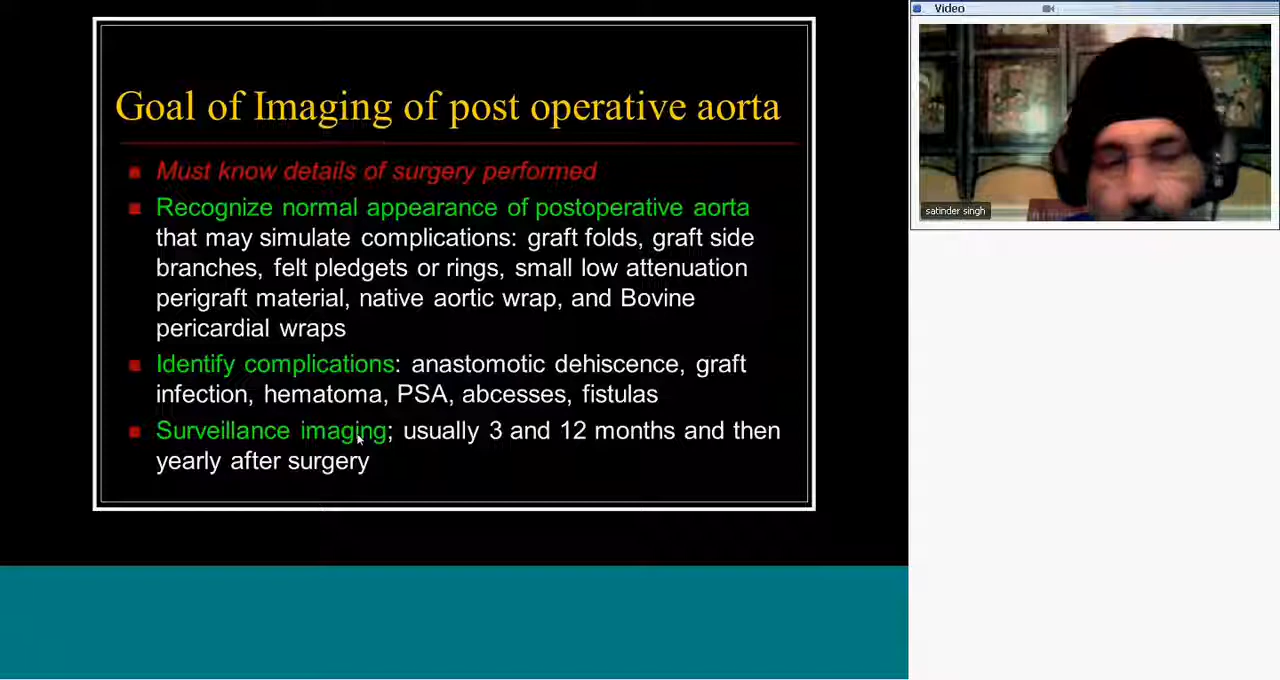 Goal of Imaging of post operative aorta
Must know details of surgery performed
Recognize normal appearance of postoperative aorta
that may simulate complications: graft folds, graft side
branches, felt pledgets or rings, small low attenuation
perigraft material, native aortic wrap, and Bovine
pericardial wraps
Identify complications: anastomotic dehiscence, graft
infection, hematoma, PSA, abcesses, fistulas
Surveillance imaging; usually 3 and 12 months and then
yearly after surgery
Video
satinder singh